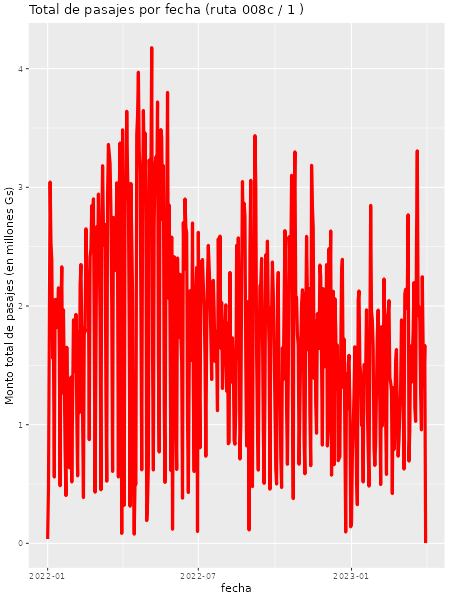 Total de pasajes por fecha (ruta 008c / 1 )
Monto total de pasajes (en millones Gs)
4
3
2
1
0
2022-01
2022-07
2023-01
fecha